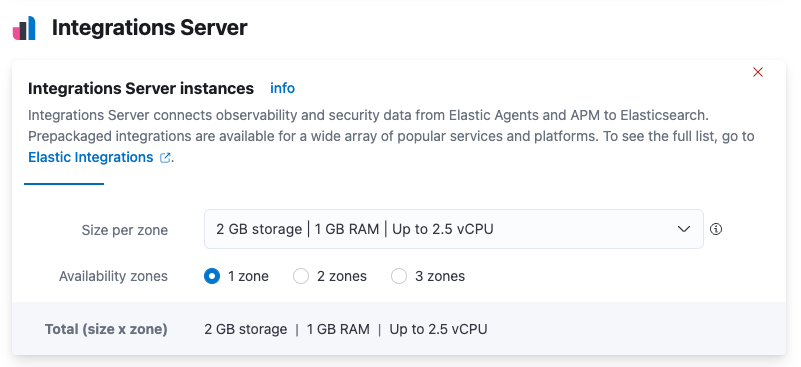 Integrations Server
Integrations Server instances info
Integrations Server connects observability and security data from Elastic Agents and APM to Elasticsearch.
Prepackaged integrations are available for a wide array of popular services and platforms. To see the full list, go to
Elastic Integrations.
Size per zone 2 GB storage | 1 GB RAM | Up to 2.5 vCPU
Availability zones 1 zone 2 zones 3 zones
Total (size x zone) 2 GB storage | 1 GB RAM | Up to 2.5 vCPU